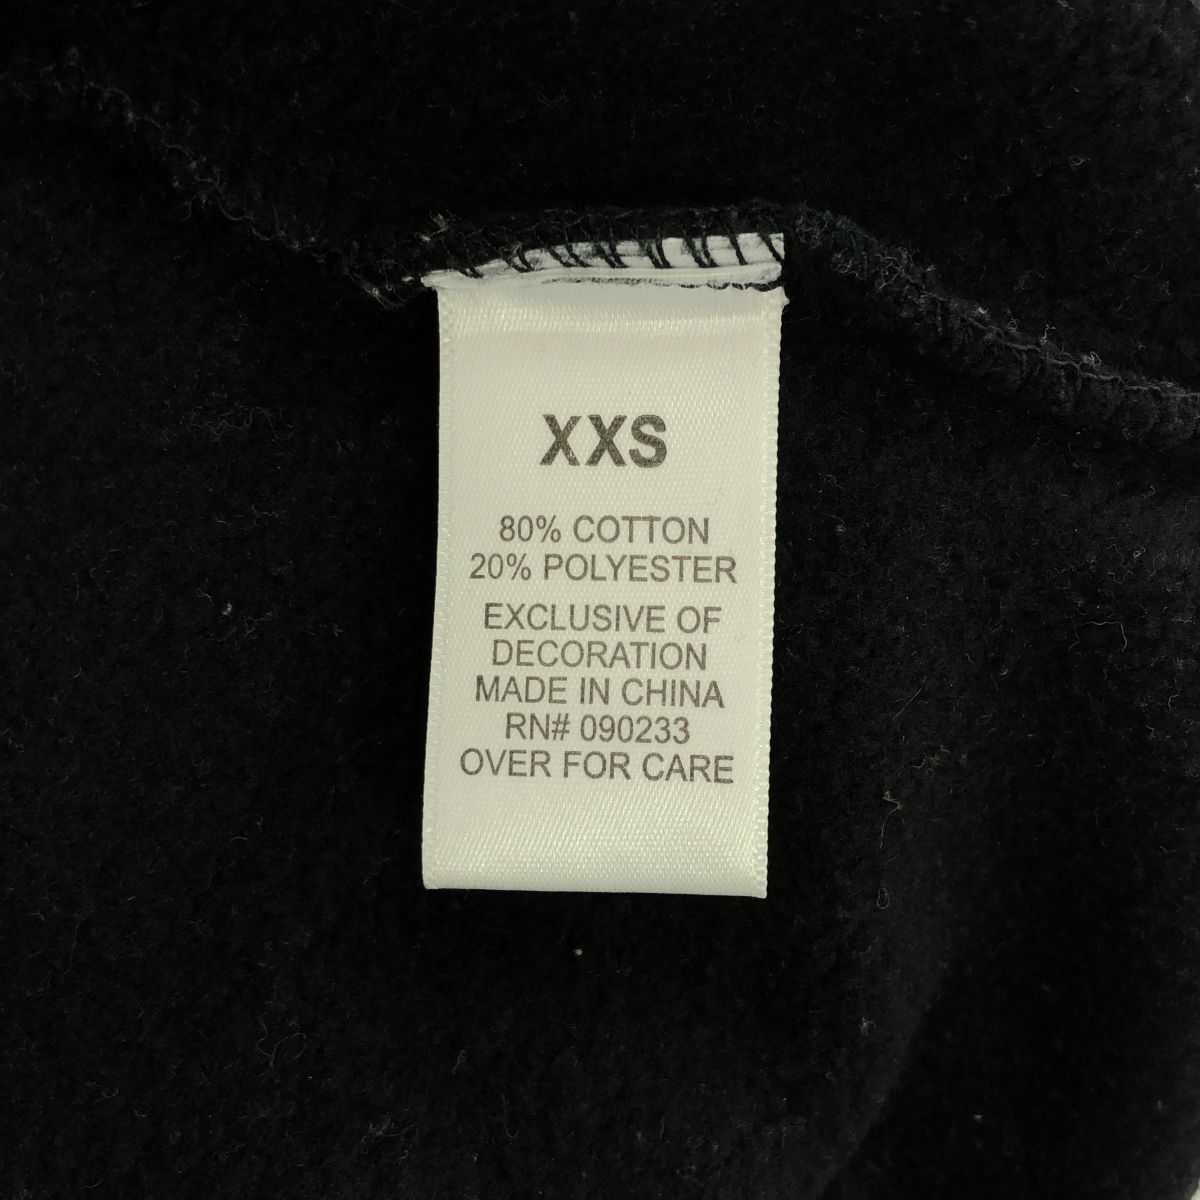 XXS
80% COTTON
20% POLYESTER
EXCLUSIVE OF
DECORATION
MADE IN CHINA
RN# 090233
OVER FOR CARE